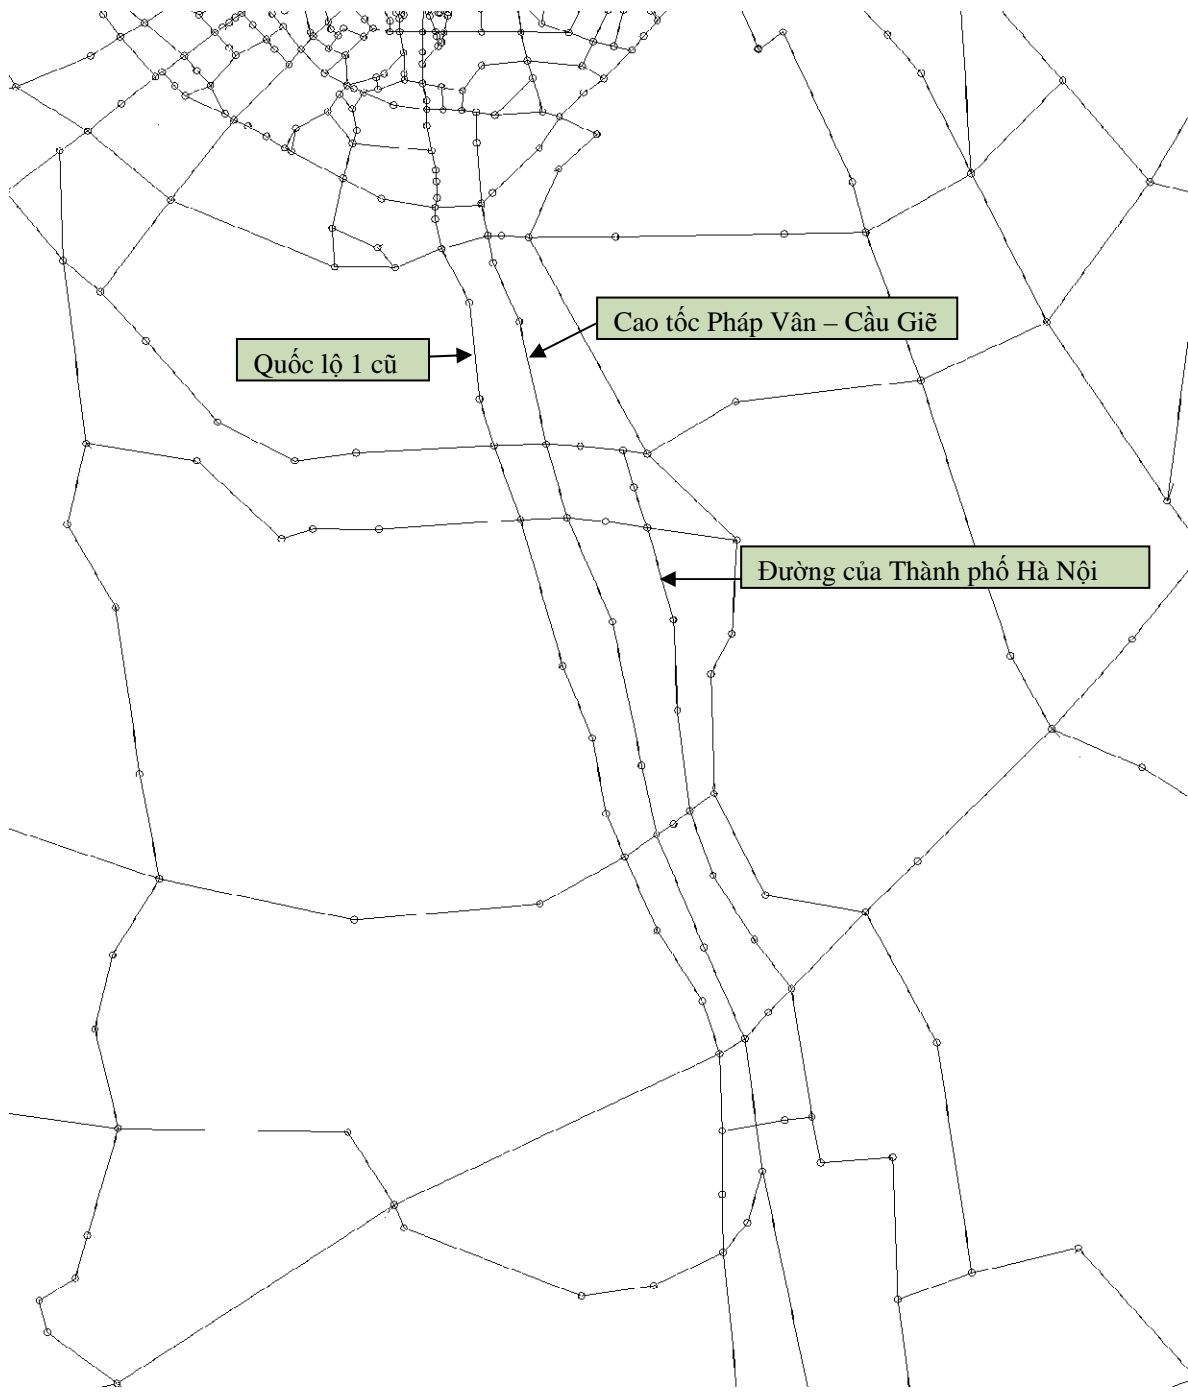 Cao tốc Pháp Vân – Cầu Giẽ
Quốc lộ 1 cũ
Đường của Thành phố Hà Nội